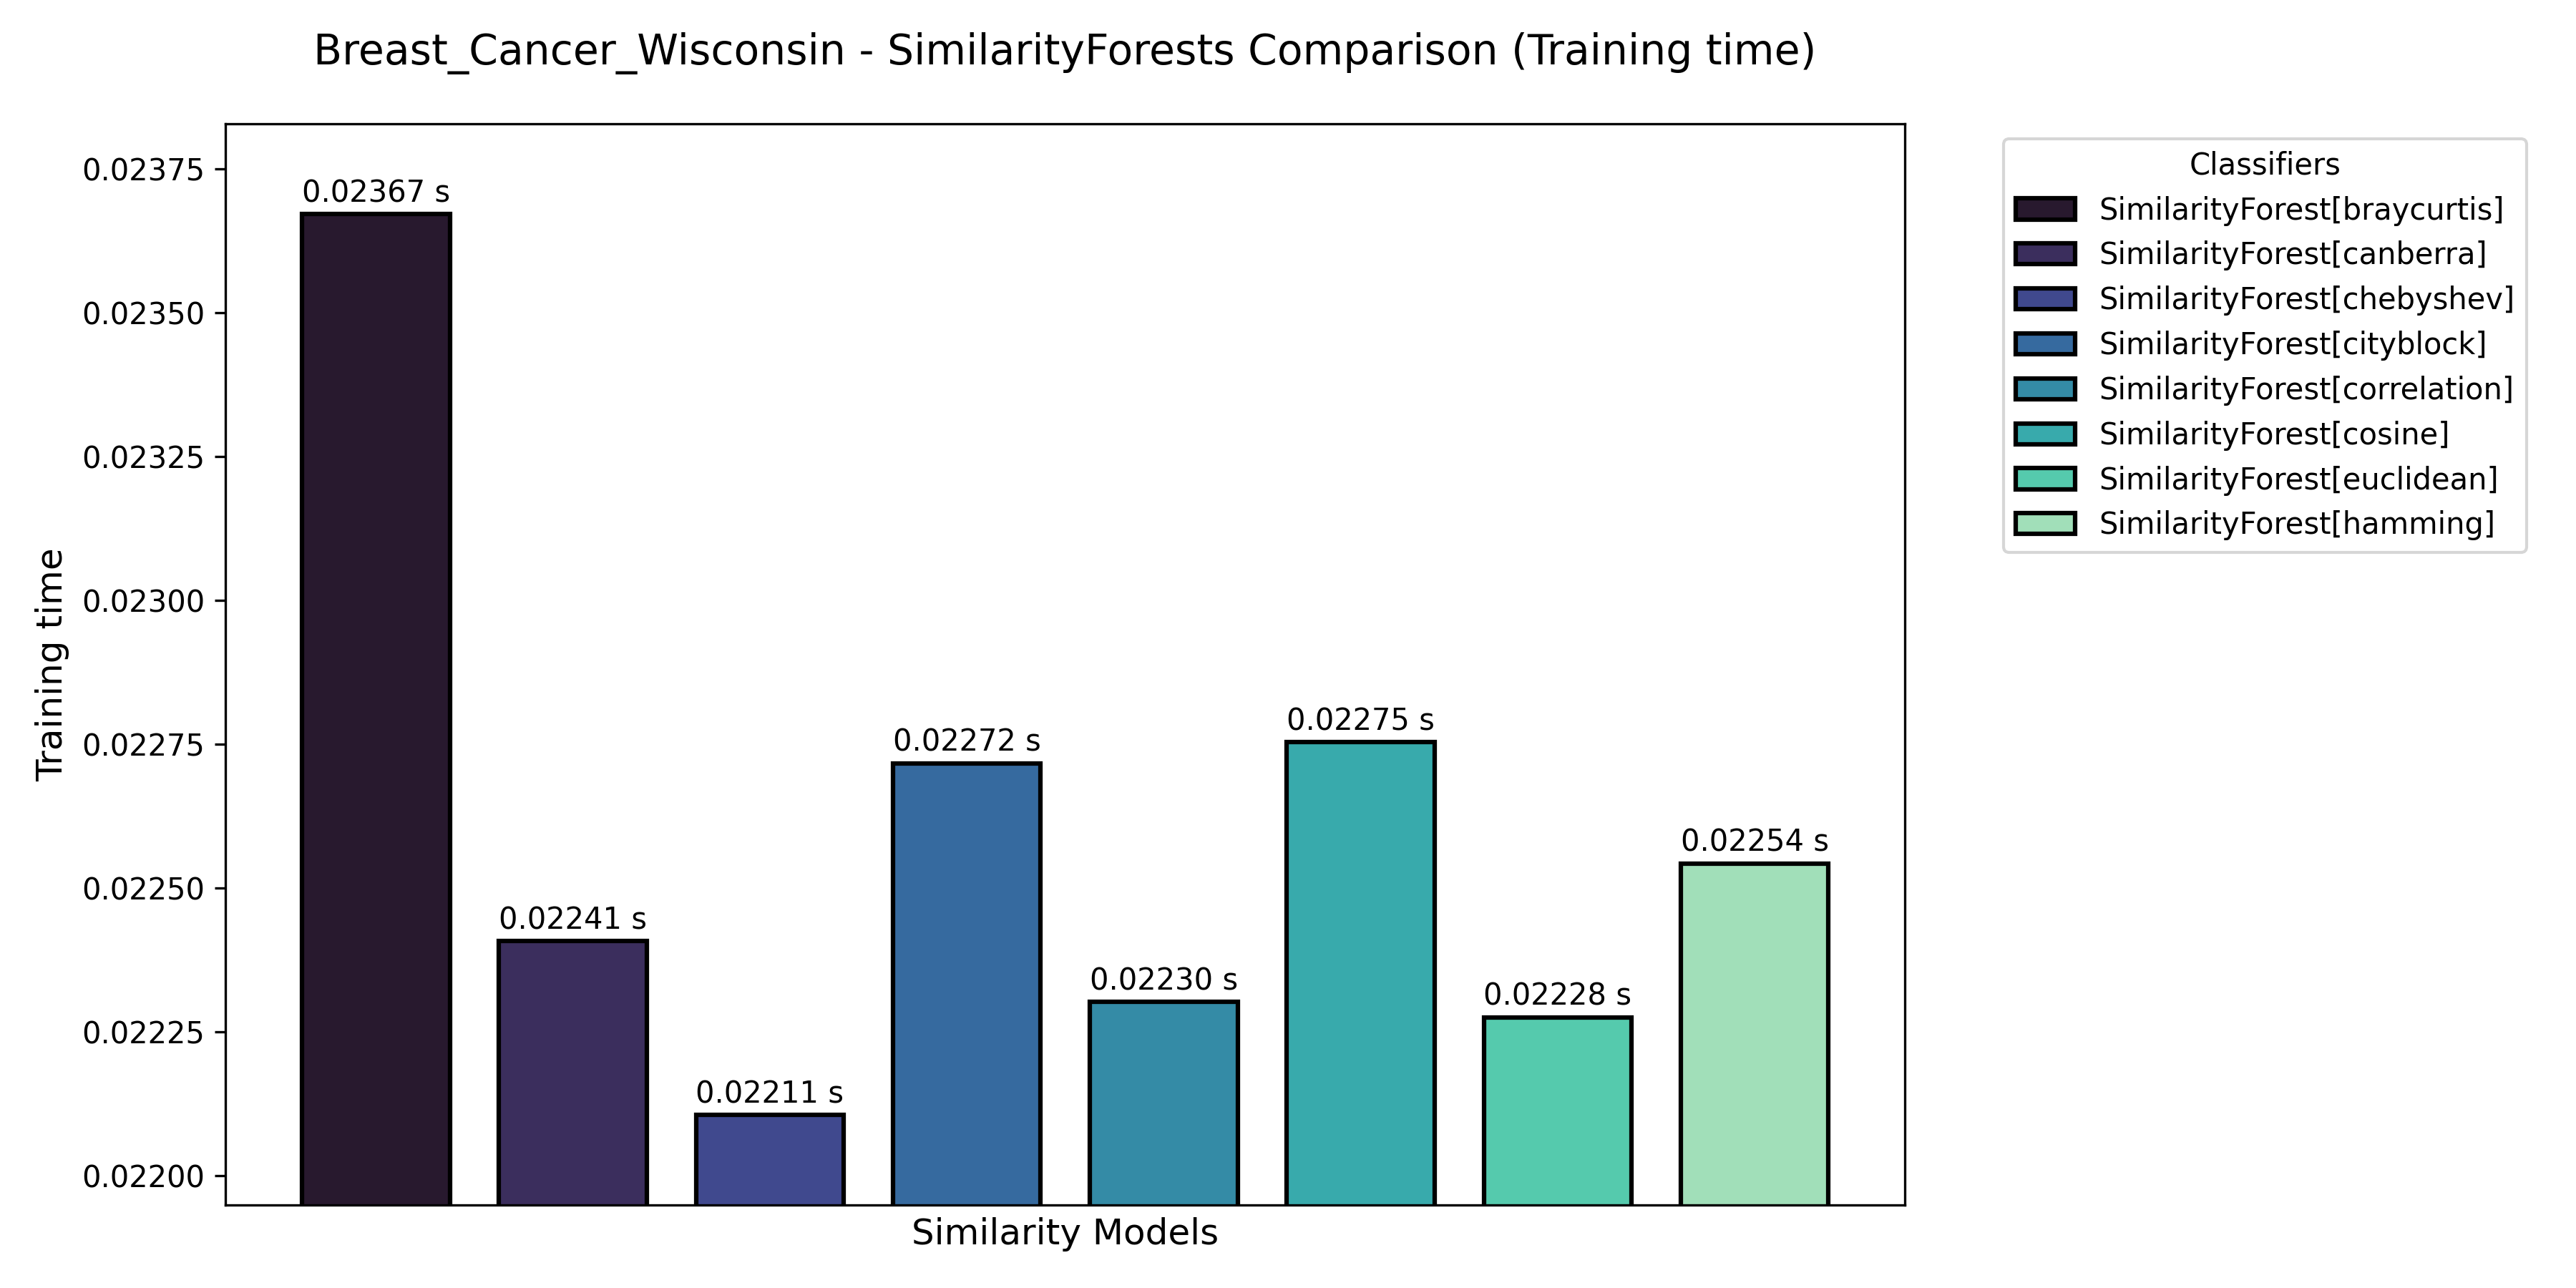 Breast_Cancer_Wisconsin - SimilarityForests Comparison (Training time)
Training time
0.02375
0.02350
0.02325
0.02300
0.02275
0.02250
0.02225
0.02200
0.02367 s
0.02241 s
0.02211 s
0.02272 s
0.02230 s
0.02275 s
0.02228 s
0.02254 s
Similarity Models
Classifiers
SimilarityForest[braycurtis]
SimilarityForest[canberra]
SimilarityForest[chebyshev]
SimilarityForest[cityblock]
SimilarityForest[correlation]
SimilarityForest[cosine]
SimilarityForest[euclidean]
SimilarityForest[hamming]